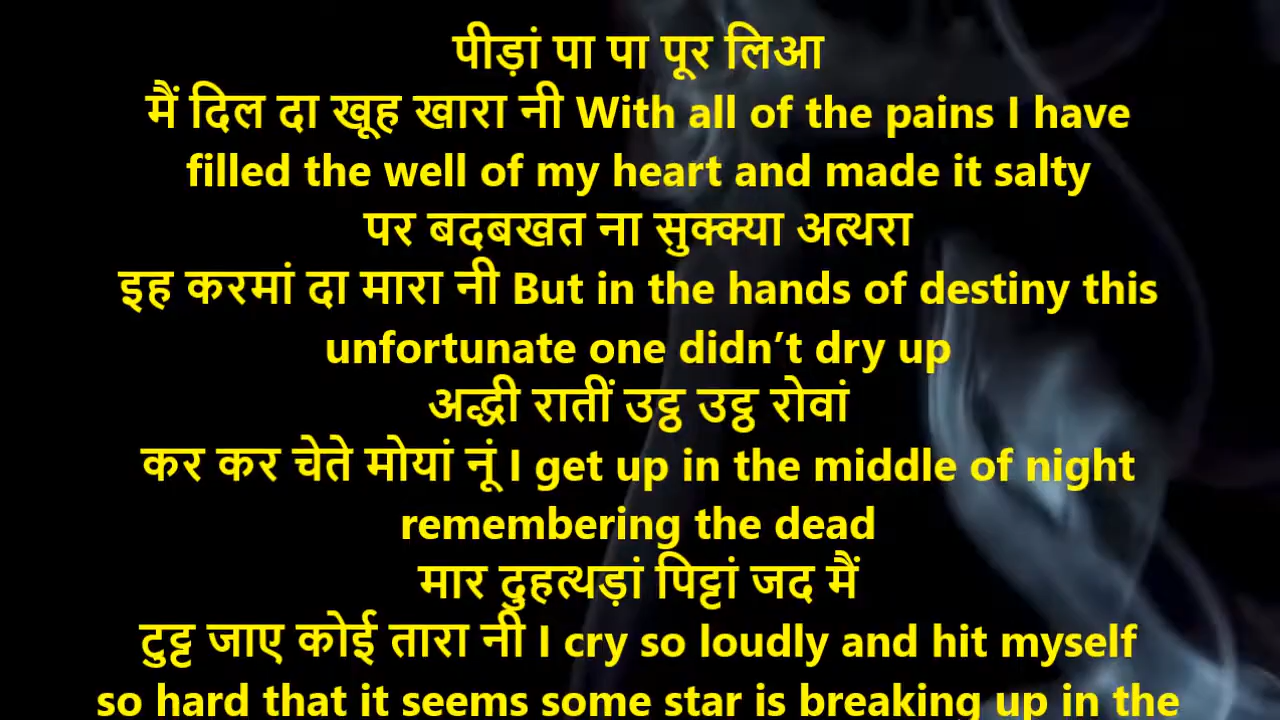 पीड़ां पा पा पूर लिआ
मैं दिल दा खूह खारा नी With all of the pains I have
filled the well of my heart and made it salty
पर बदबखत ना सुक्क्या अत्थरा
इह करमां दा मारा नी But in the hands of destiny this
unfortunate one didn’t dry up
अद्धी रातीं उट्ठ उट्ठ रोवां
कर कर चेते मोयां नूं I get up in the middle of night
remembering the dead
मार दुहत्थड़ां पिट्टां जद मैं
टुट्ट जाए कोई तारा नी I cry so loudly and hit myself
so hard that it seems some star is breaking up in the